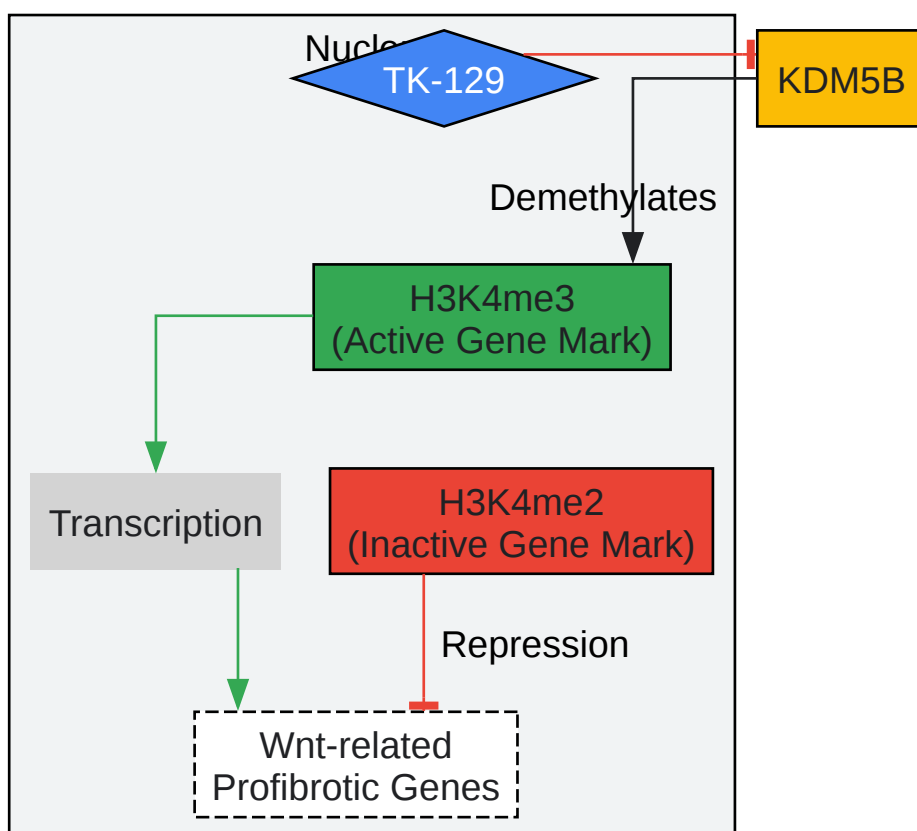 TK-129
KDM5B
Demethylates
H3K4me3
(Active Gene Mark)
Transcription
H3K4me2
(Inactive Gene Mark)
Repression
Wnt-related
Profibrotic Genes